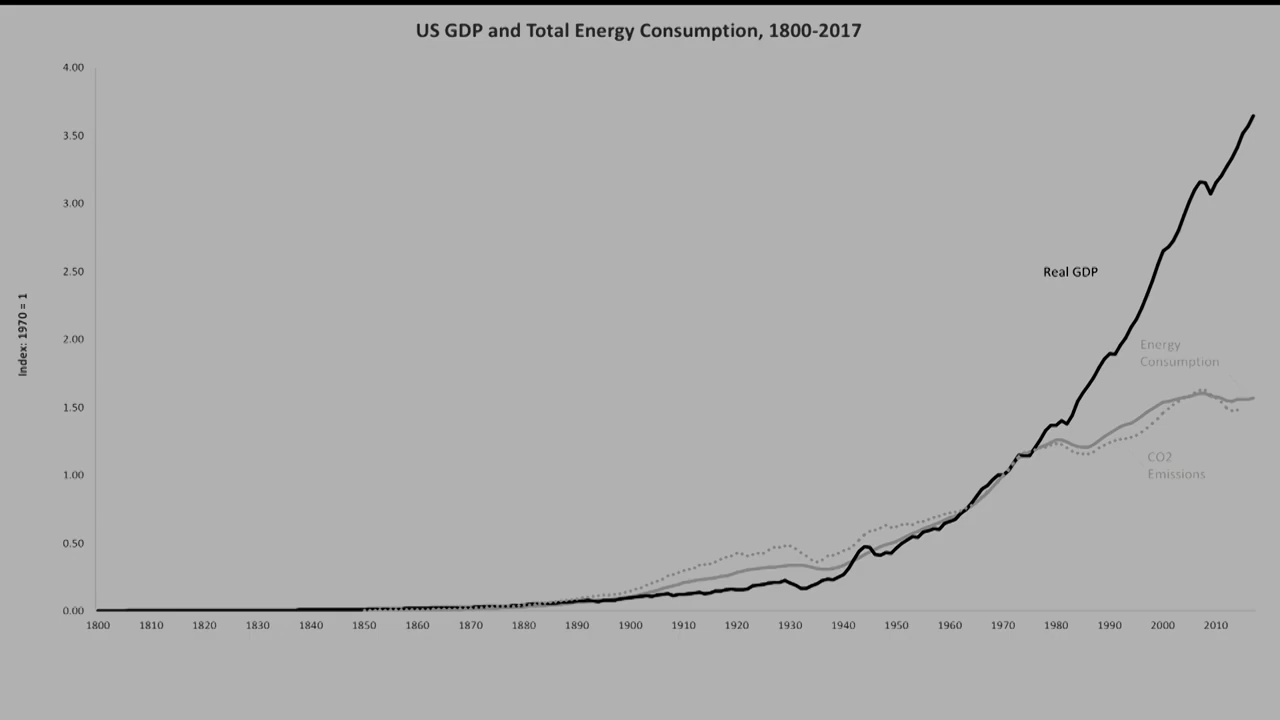 US GDP and Total Energy Consumption, 1800-2017
4.00
3.50
3.00
2.50
2.00
1.50
1.00
0.50
0.00
Index: 1970 = 1
Real GDP
Energy
Consumption
CO2
Emissions
1800 1810 1820 1830 1840 1850 1860 1870 1880 1890 1900 1910 1920 1930 1940 1950 1960 1970 1980 1990 2000 2010